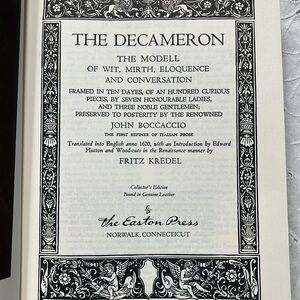 THE DECAMERON
THE MODELL
OF WIT, MIRTH, ELOQUENCE
AND CONVERSATION
FRAMED IN TEN DAYES, OF AN HUNDRED CURIOUS
PIECES, BY SEVEN HONOURABLE LADIES,
AND THREE NOBLE GENTLEMEN;
PRESERVED TO POSTERITY BY THE RENOWNED
JOHN BOCCACCIO
THE FIRST REFINER OF ITALIAN PROSE
Translated into English anno 1620, with an Introduction by Edward
Hutton and Wood-cuts in the Renaissance manner by
FRITZ KREDEL
Collector's Edition
Bound in Genuine Leather
The Easton Press
NORWALK, CONNECTICUT